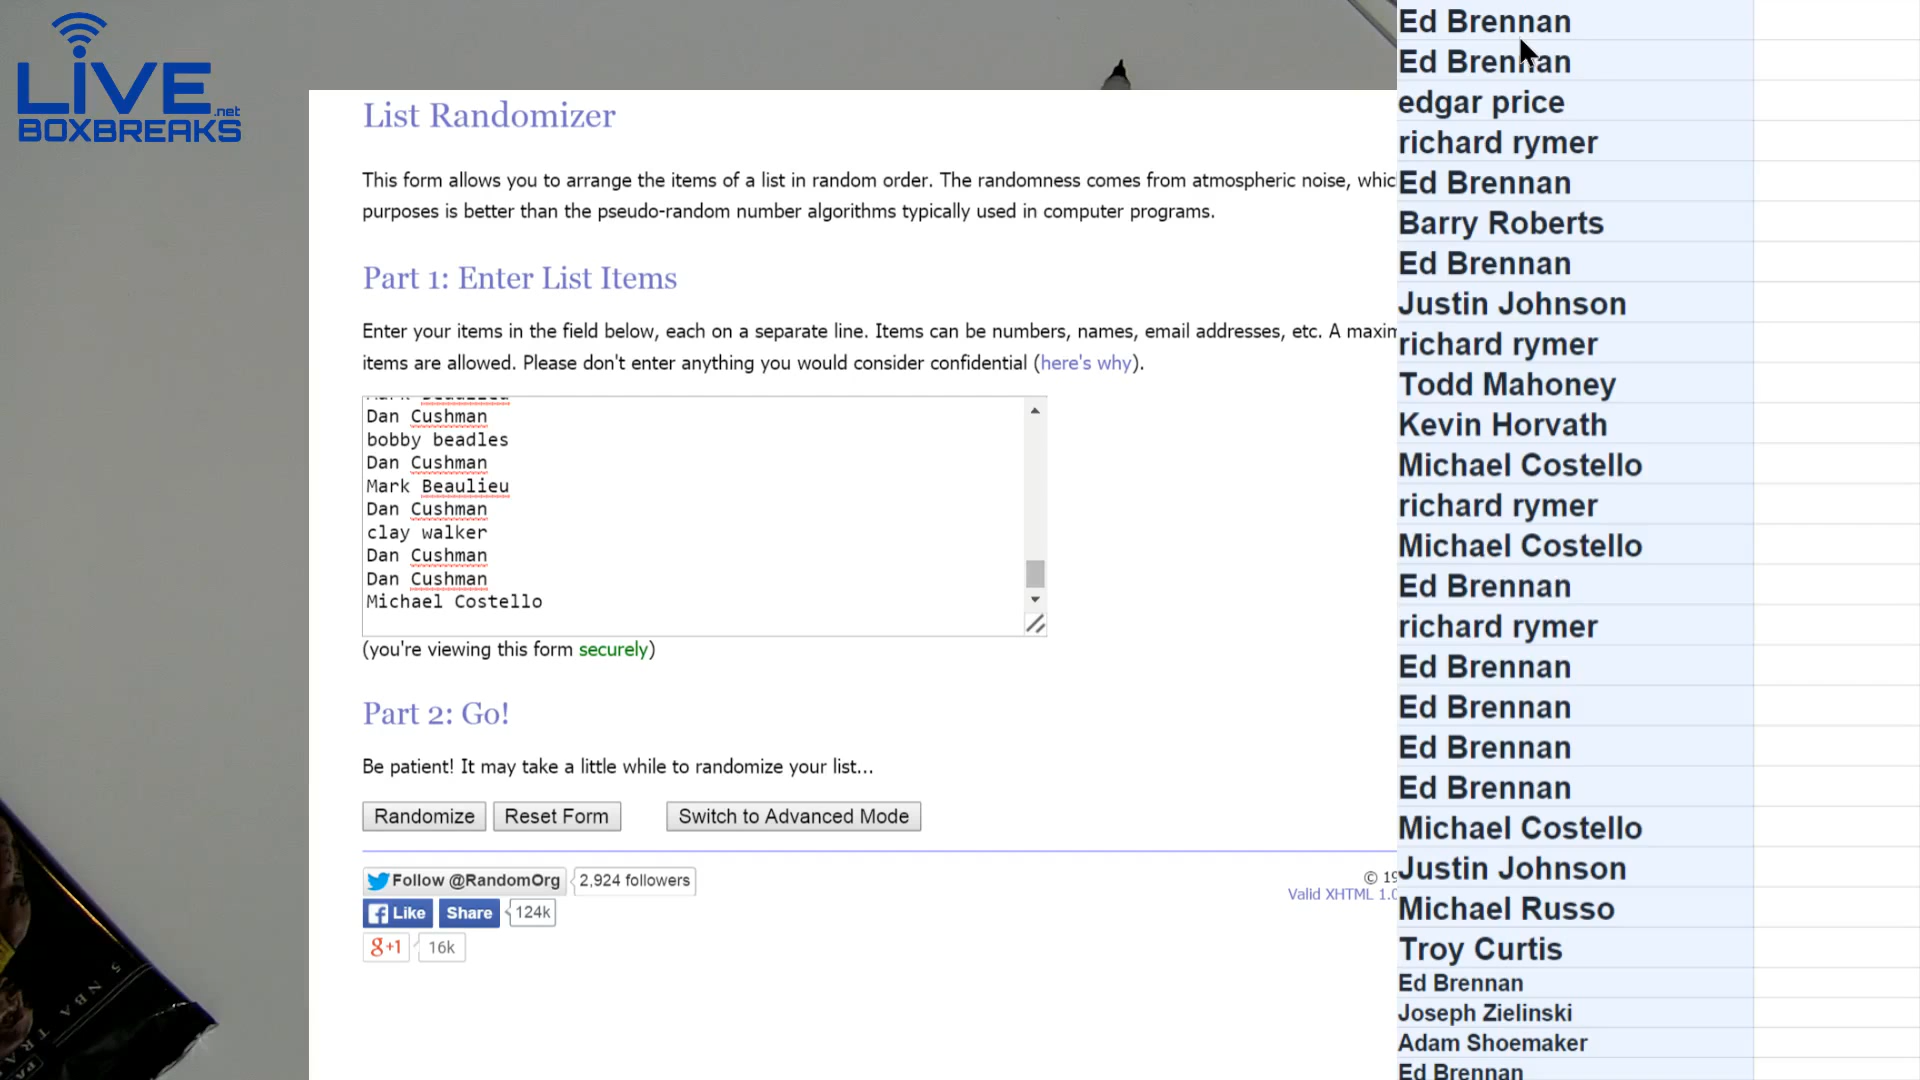 LiVE
.net
BOXBREAKS
List Randomizer
This form allows you to arrange the items of a list in random order. The randomness comes from atmospheric noise, whic
purposes is better than the pseudo-random number algorithms typically used in computer programs.
Part 1: Enter List Items
Enter your items in the field below, each on a separate line. Items can be numbers, names, email addresses, etc. A maxim
items are allowed. Please don't enter anything you would consider confidential (here's why).
Mark Beaulieu
Dan Cushman
bobby beadles
Dan Cushman
Mark Beaulieu
Dan Cushman
clay walker
Dan Cushman
Dan Cushman
Michael Costello
(you're viewing this form securely)
Part 2: Go!
Be patient! It may take a little while to randomize your list...
Randomize
Reset Form
Switch to Advanced Mode
Follow @RandomOrg
2,924 followers
Like
Share
124k
g+1
16k
© 19
Valid XHTML 1.0
Ed Brennan
Ed Brennan
edgar price
richard rymer
Ed Brennan
Barry Roberts
Ed Brennan
Justin Johnson
richard rymer
Todd Mahoney
Kevin Horvath
Michael Costello
richard rymer
Michael Costello
Ed Brennan
richard rymer
Ed Brennan
Ed Brennan
Ed Brennan
Ed Brennan
Michael Costello
Justin Johnson
Michael Russo
Troy Curtis
Ed Brennan
Joseph Zielinski
Adam Shoemaker
Ed Brennan
5 NBA TR